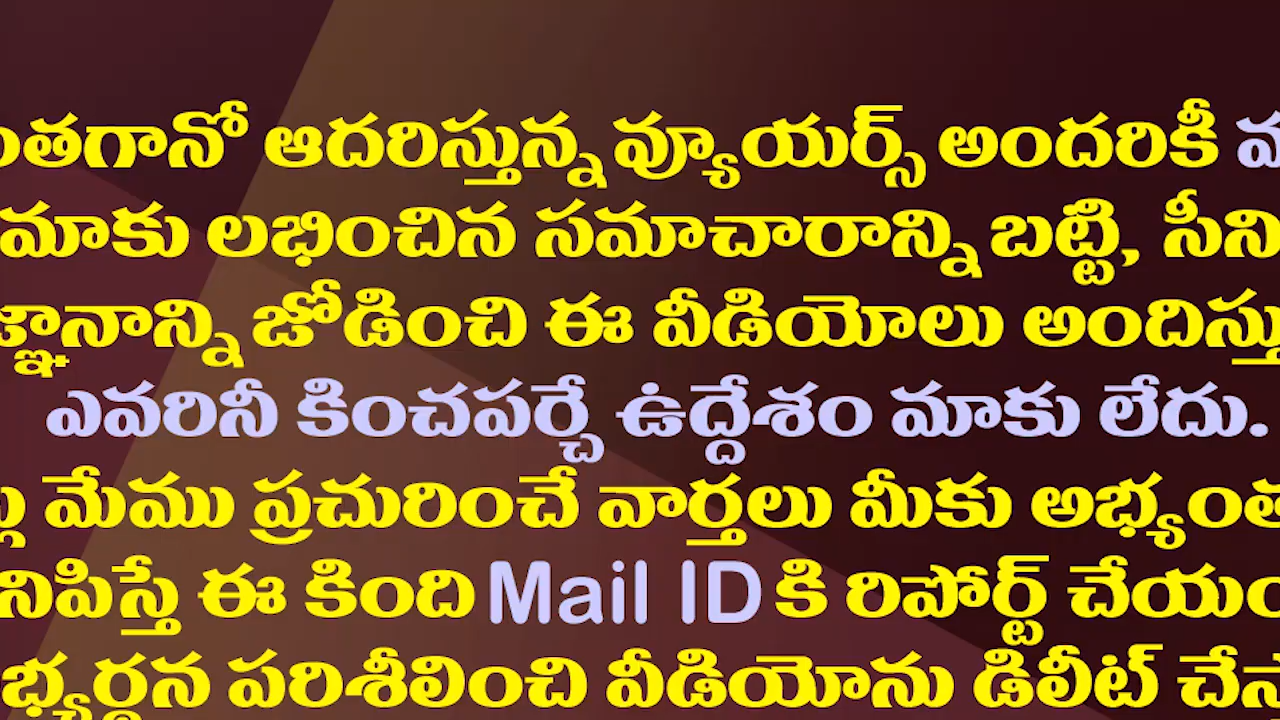 ఆదరిస్తున్న వ్యూయర్స్ అందరికీ
మాకు లభించిన సమాచారాన్ని బట్టి,
జోడించి ఈ వీడియోలు
ఎవరినీ కించపర్చే ఉద్దేశం మాకు లేదు.
మేము ప్రచురించే వార్తలు మీకు
ఈ కింది Mail ID కి రిపోర్ట్
పరిశీలించి వీడియోను డిలీట్